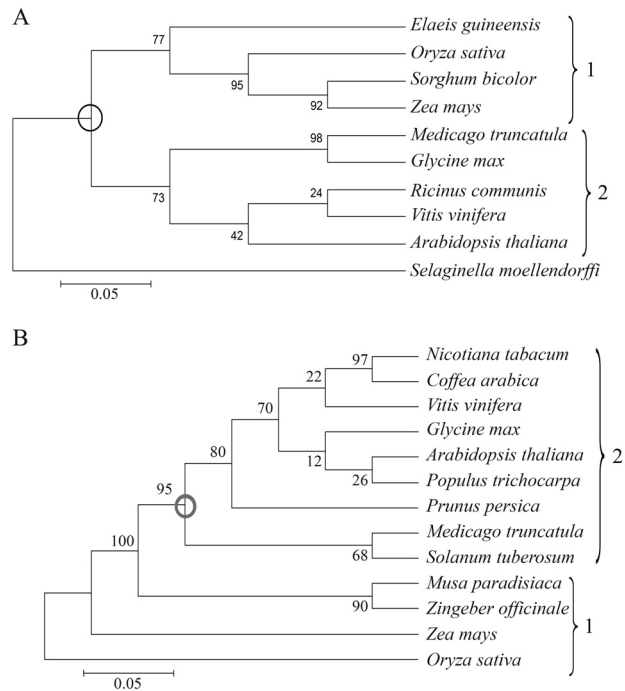 A
77
Elaeis guineensis
Oryza sativa
95
Sorghum bicolor
92
Zea mays
1
98
Medicago truncatula
Glycine max
73
24
Ricinus communis
Vitis vinifera
42
Arabidopsis thaliana
2
Selaginella moellendorffi
0.05
B
97
Nicotiana tabacum
22
Coffea arabica
Vitis vinifera
70
Glycine max
12
Arabidopsis thaliana
26
Populus trichocarpa
80
Prunus persica
95
Medicago truncatula
68
Solanum tuberosum
2
100
Musa paradisiaca
90
Zingeber officinale
Zea mays
Oryza sativa
1
0.05